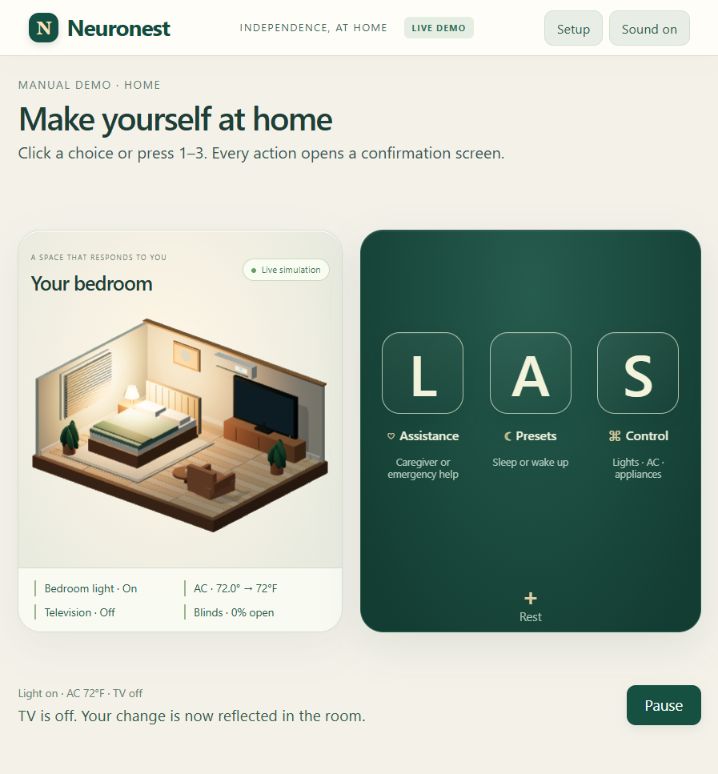 N Neuronest
INDEPENDENCE, AT HOME
LIVE DEMO
Setup
Sound on
MANUAL DEMO · HOME
Make yourself at home
Click a choice or press 1–3. Every action opens a confirmation screen.
A SPACE THAT RESPONDS TO YOU
Your bedroom
Live simulation
Bedroom light · On
AC · 72.0° → 72°F
Television · Off
Blinds · 0% open
L
A
S
Assistance
Presets
Control
Caregiver or
emergency help
Sleep or wake up
Lights · AC ·
appliances
+
Rest
Light on · AC 72°F · TV off
TV is off. Your change is now reflected in the room.
Pause